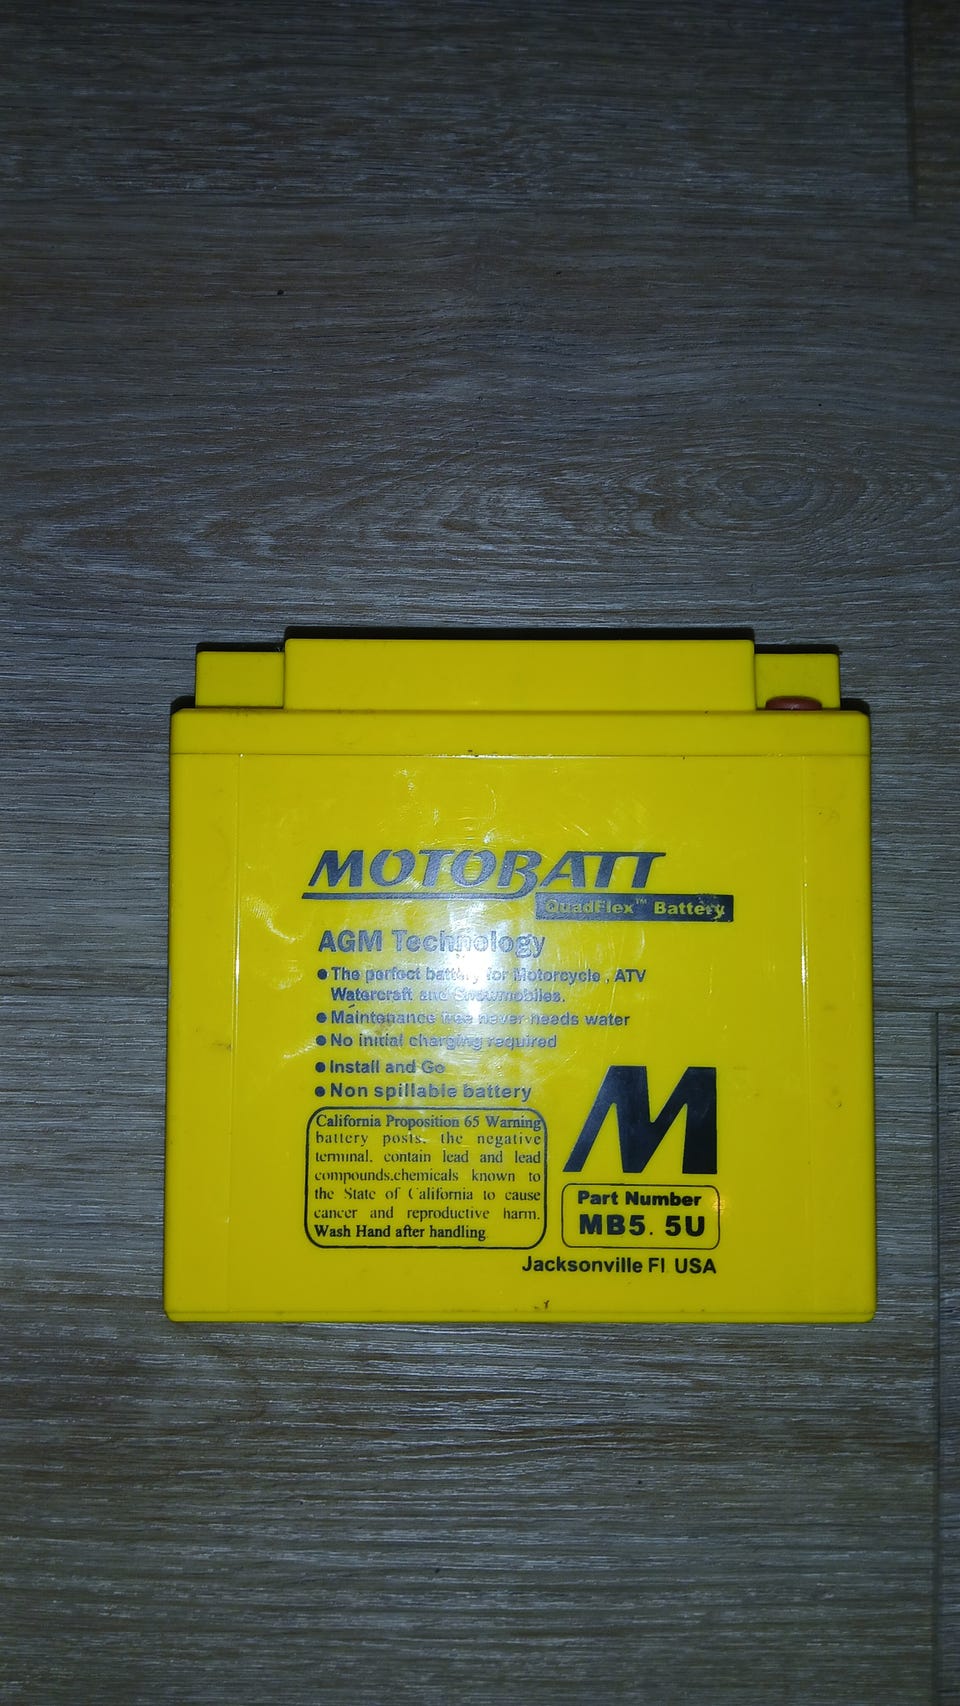 MOTOBATT
QuadFlex™ Battery
AGM Technology
● The perfect battery for Motorcycle , ATV
Watercraft and Snowmobiles.
● Maintenance free never needs water
● No initial charging required
● Install and Go
● Non spillable battery
California Proposition 65 Warning
battery posts. the negative
terminal. contain lead and lead
compounds.chemicals known to
the State of California to cause
cancer and reproductive harm.
Wash Hand after handling
M
Part Number
MB5. 5U
Jacksonville Fl USA